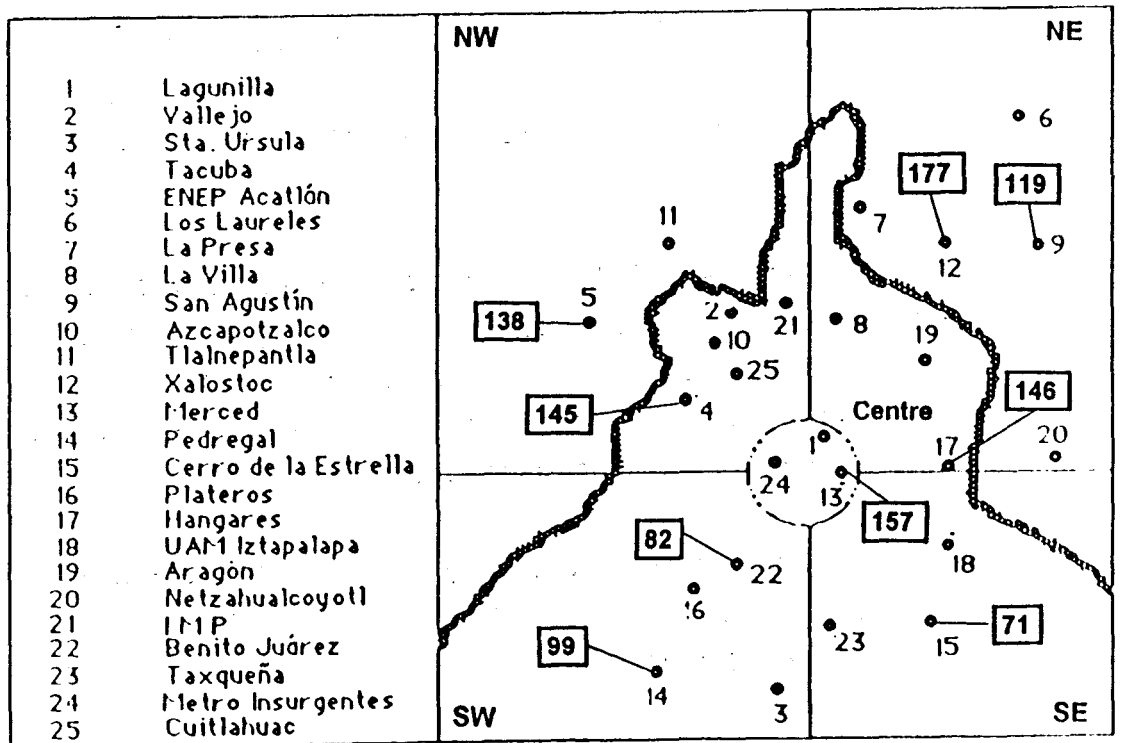 1 Lagunilla
2 Vallejo
3 Sta. Úrsula
4 Tacuba
5 ENEP Acatlán
6 Los Laureles
7 La Presa
8 La Villa
9 San Agustín
10 Azcapotzalco
11 Tlalnepantla
12 Xalostoc
13 Merced
14 Pedregal
15 Cerro de la Estrella
16 Plateros
17 Hangares
18 UAM Iztapalapa
19 Aragón
20 Netzahualcoyotl
21 IMP
22 Benito Juárez
23 Taxqueña
24 Metro Insurgentes
25 Cuitlahuac
NW
NE
6
177
119
11
7
12
9
5
138
2
21
8
10
19
25
145
4
146
Centre
1
17
20
24
13
157
82
22
18
16
23
15
71
99
14
3
SW
SE